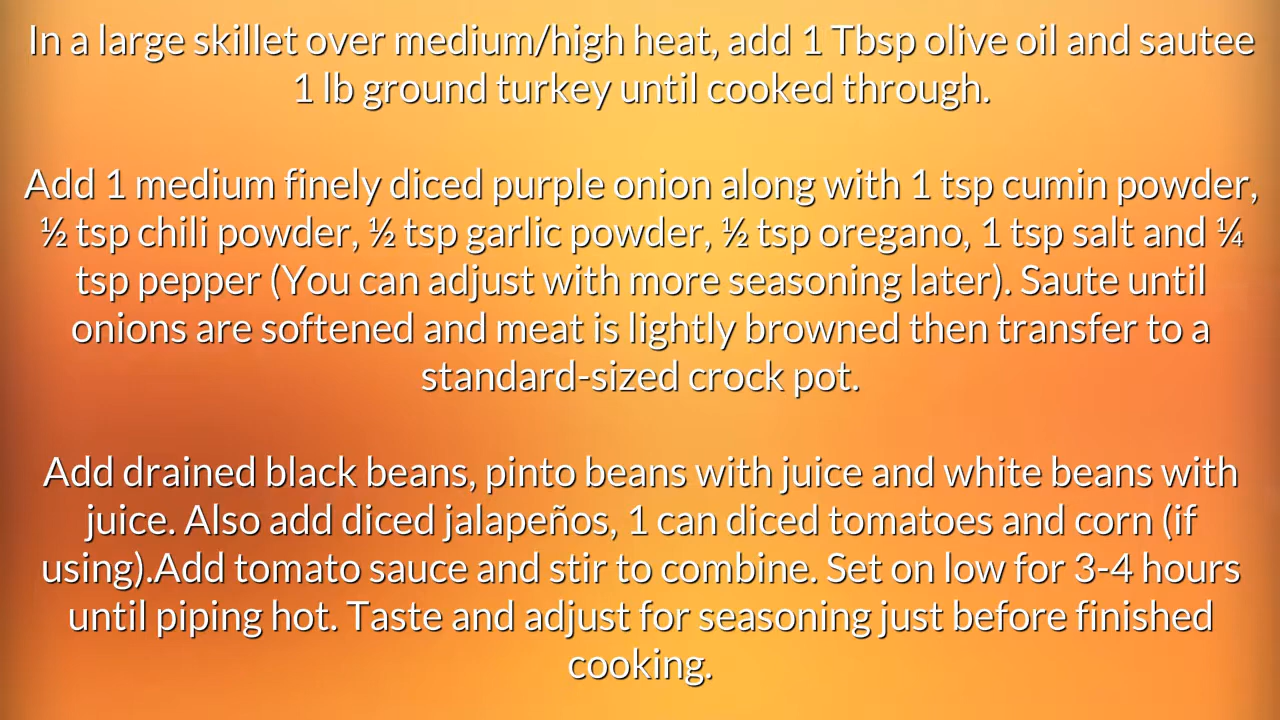 In a large skillet over medium/high heat, add 1 Tbsp olive oil and sautee
1 lb ground turkey until cooked through.
Add 1 medium finely diced purple onion along with 1 tsp cumin powder,
½ tsp chili powder, ½ tsp garlic powder, ½ tsp oregano, 1 tsp salt and ¼
tsp pepper (You can adjust with more seasoning later). Saute until
onions are softened and meat is lightly browned then transfer to a
standard-sized crock pot.
Add drained black beans, pinto beans with juice and white beans with
juice. Also add diced jalapeños, 1 can diced tomatoes and corn (if
using).Add tomato sauce and stir to combine. Set on low for 3-4 hours
until piping hot. Taste and adjust for seasoning just before finished
cooking.